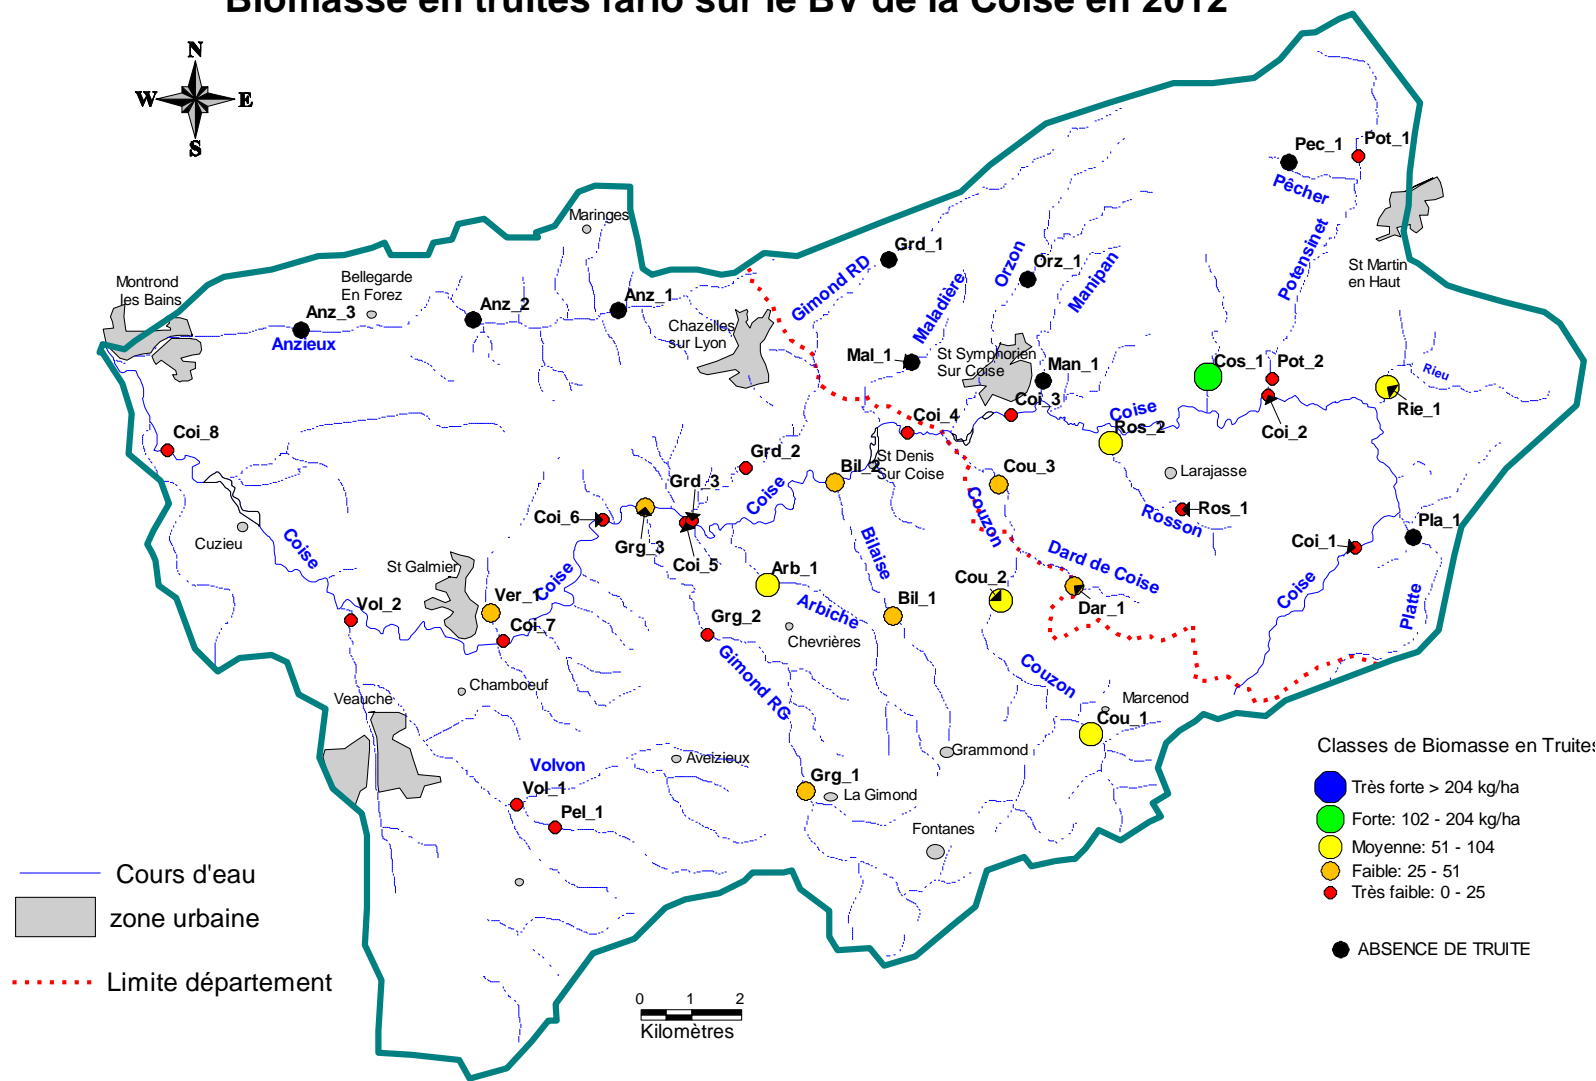 Biomasse en truites fario sur le BV de la Coise en 2012
N
W
E
S
Maringes
Montrond
les Bains
Bellegarde
En Forez
Anz_3
Anzieux
Anz_2
Anz_1
Chazelles
sur Lyon
Gimond RD
Grd_1
Maladière
Mal_1
Orzon
Orz_1
Manipan
St Symphorien
Sur Coise
Man_1
Pec_1
Pot_1
Pêcher
Potensinet
St Martin
en Haut
Cos_1
Pot_2
Rieu
Rie_1
Coi_2
Coise
Ros_2
Coi_3
Coi_4
St Denis
Sur Coise
Cou_3
Larajasse
Ros_1
Rosson
Pla_1
Coi_1
Coise
Platte
Coi_8
Cuzieu
Coise
Grd_2
Grd_3
Coise
Bil_2
Coi_6
Grg_3
Coi_5
Couzon
Dard de Coise
Dar_1
Cou_2
Bilaise
Arb_1
Arbiche
Bil_1
Chevrières
St Galmier
Coise
Ver_1
Coi_7
Vol_2
Grg_2
Gimond RG
Couzon
Marcenod
Cou_1
Chamboeuf
Veauche
Volvon
Vol_1
Pel_1
Aveizieux
Grg_1
La Gimond
Grammond
Fontanes
Classes de Biomasse en Truites
Très forte > 204 kg/ha
Forte: 102 - 204 kg/ha
Moyenne: 51 - 104
Faible: 25 - 51
Très faible: 0 - 25
ABSENCE DE TRUITE
Cours d'eau
zone urbaine
Limite département
0 1 2
Kilomètres